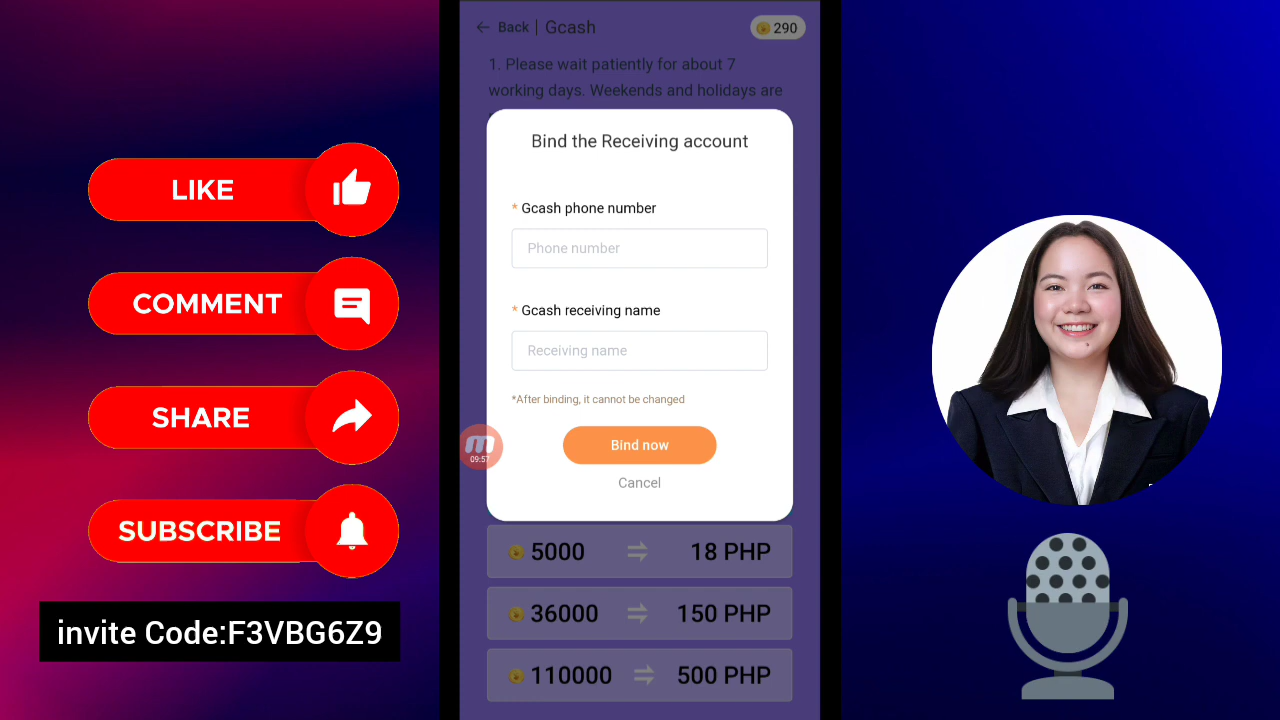 LIKE
COMMENT
SHARE
SUBSCRIBE
invite Code:F3VBG6Z9
Back | Gcash
290
1. Please wait patiently for about 7
working days. Weekends and holidays are
Bind the Receiving account
* Gcash phone number
Phone number
* Gcash receiving name
Receiving name
*After binding, it cannot be changed
Bind now
09:57
Cancel
5000 18 PHP
36000 150 PHP
110000 500 PHP